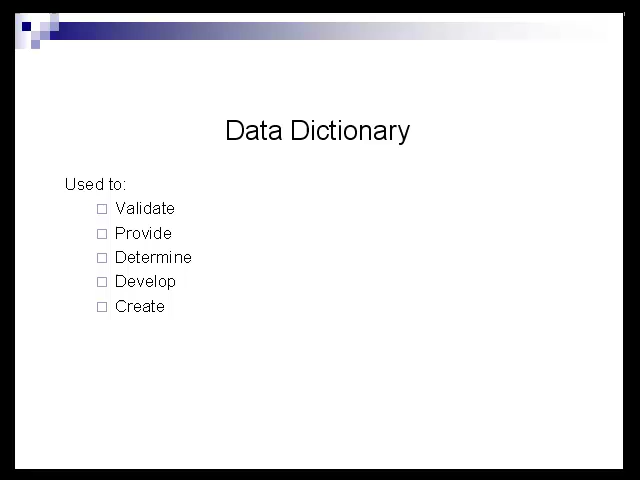 Data Dictionary
Used to:
Validate
Provide
Determine
Develop
Create